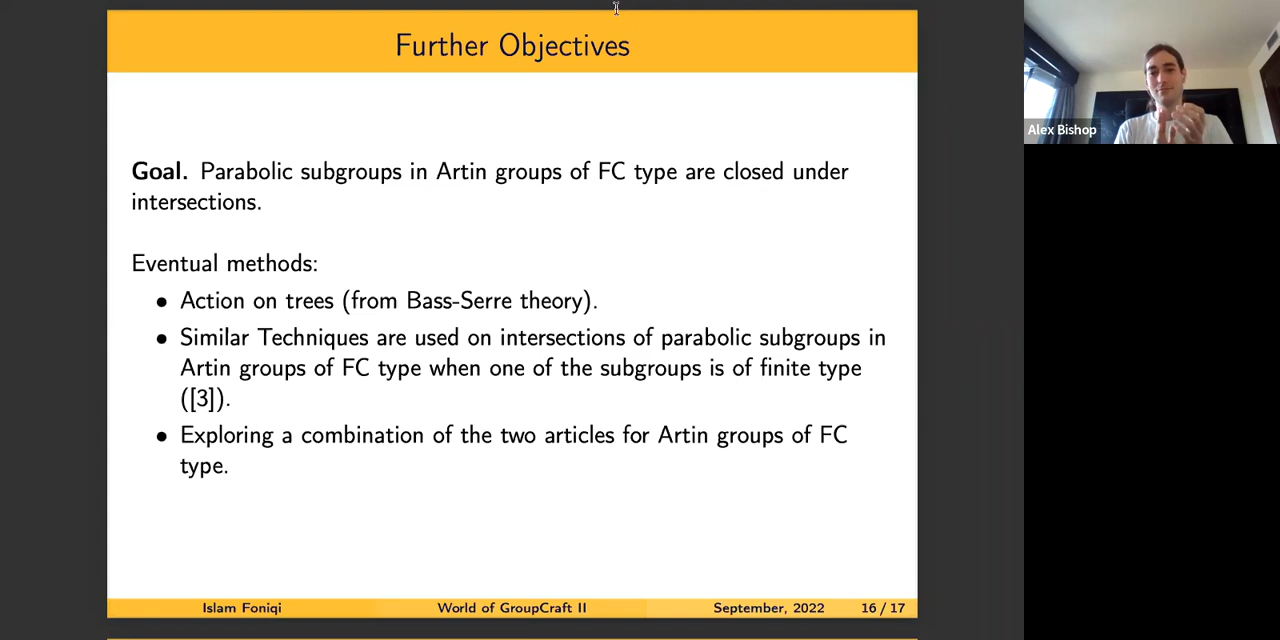 Further Objectives
Alex Bishop
Goal. Parabolic subgroups in Artin groups of FC type are closed under
intersections.
Eventual methods:
• Action on trees (from Bass-Serre theory).
• Similar Techniques are used on intersections of parabolic subgroups in
Artin groups of FC type when one of the subgroups is of finite type
([3]).
• Exploring a combination of the two articles for Artin groups of FC
type.
Islam Foniqi World of GroupCraft II September, 2022 16 / 17